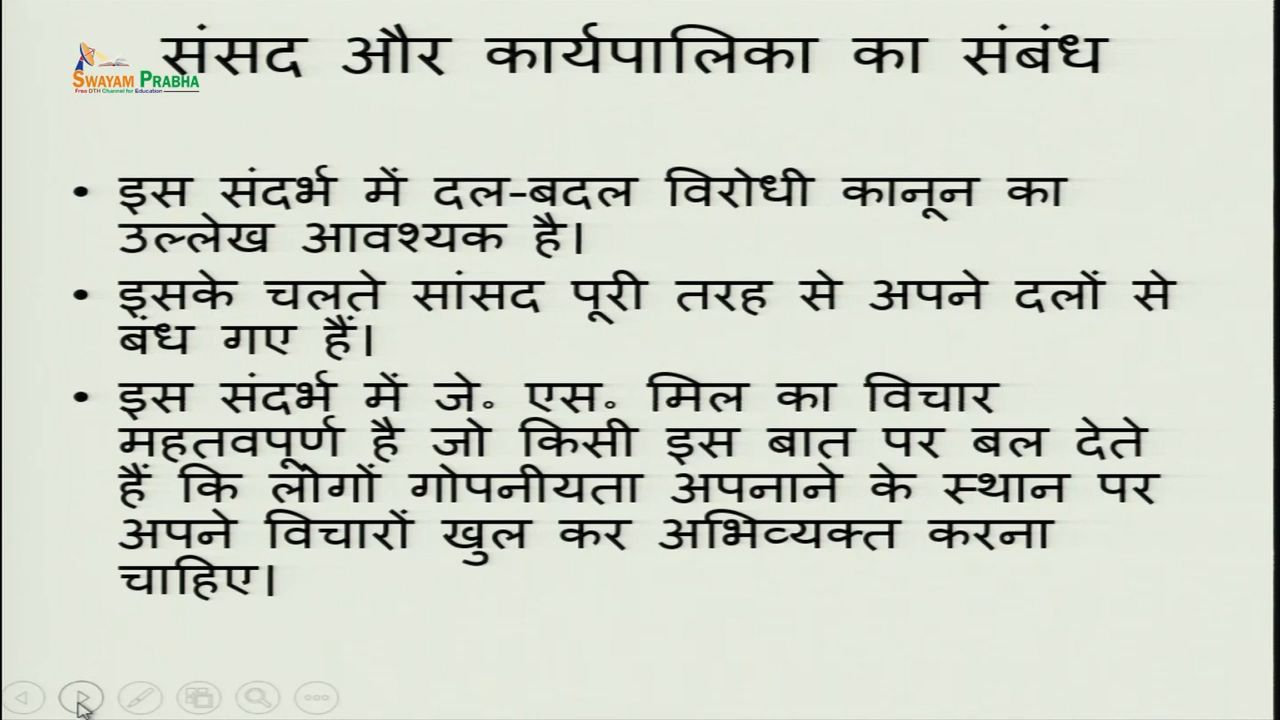 संसद और कार्यपालिका का संबंध
SWAYAM PRABHA
Free DTH Channel for Education
• इस संदर्भ में दल-बदल विरोधी कानून का
उल्लेख आवश्यक है।
• इसके चलते सांसद पूरी तरह से अपने दलों से
बंध गए हैं।
• इस संदर्भ में जे॰ एस॰ मिल का विचार
महतवपूर्ण है जो किसी इस बात पर बल देते
हैं कि लोगों गोपनीयता अपनाने के स्थान पर
अपने विचारों खुल कर अभिव्यक्त करना
चाहिए।